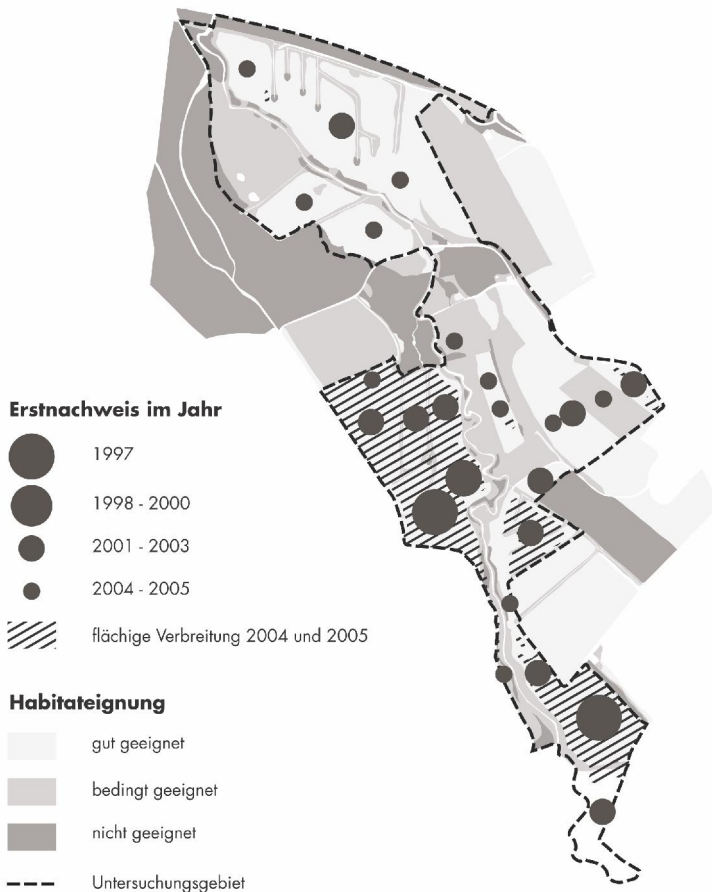 Erstnachweis im Jahr
1997
1998 - 2000
2001 - 2003
2004 - 2005
flächige Verbreitung 2004 und 2005
Habitateignung
gut geeignet
bedingt geeignet
nicht geeignet
Untersuchungsgebiet